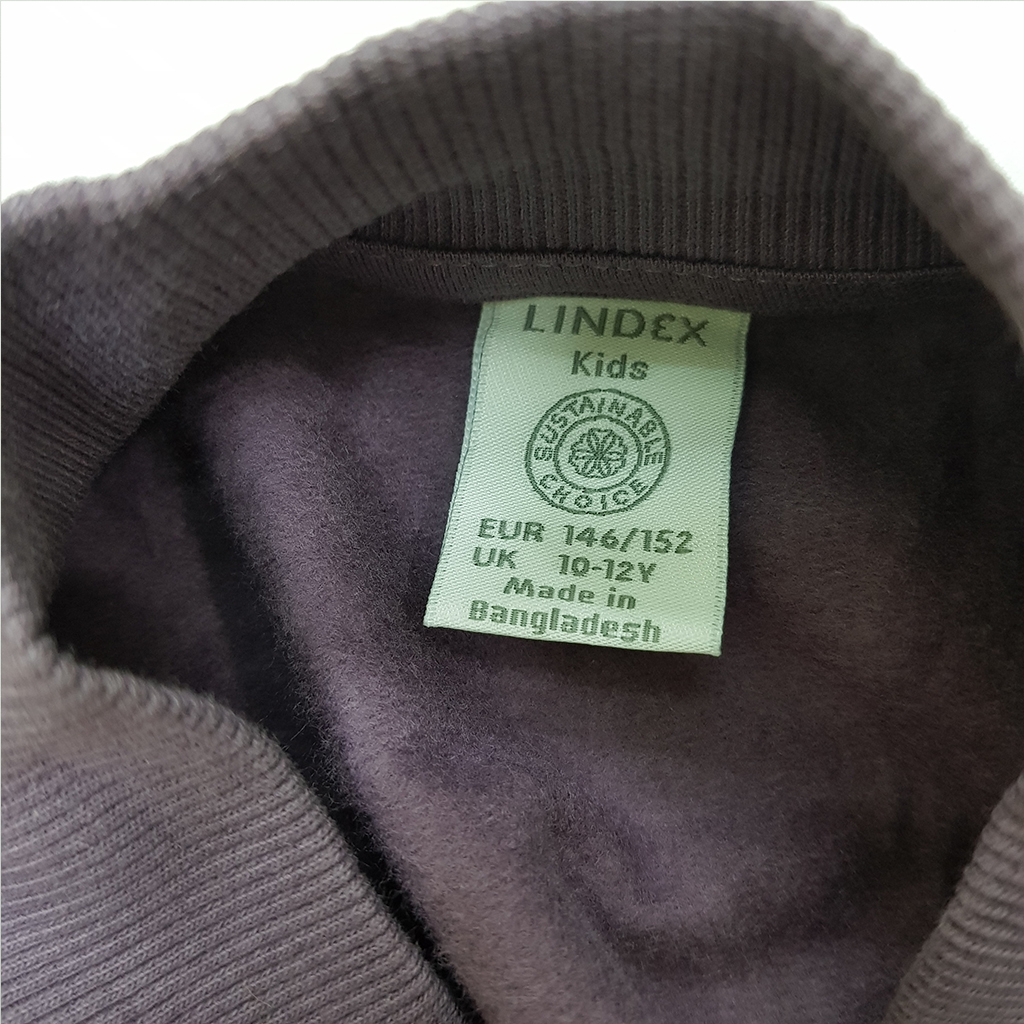 LINDEX
Kids
SUSTAINABLE
CHOICE
EUR 146/152
UK 10-12Y
Made in
Bangladesh